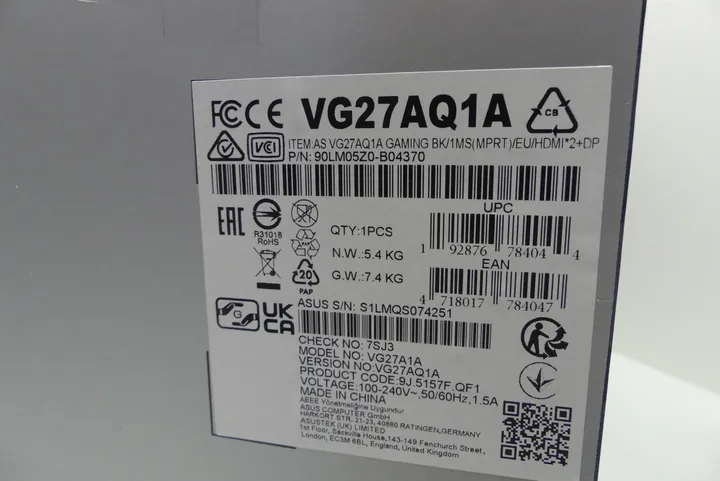 FC CE VG27AQ1A CB
VCI ITEM:AS VG27AQ1A GAMING BK/1MS(MPRT)/EU/HDMI*2+DP
P/N: 90LM05Z0-B04370
UPC
EAC R31018 RoHS
QTY:1PCS
1 92876 78404 4
PAP
N.W.:5.4 KG
EAN
20 PAP
G.W.:7.4 KG
4 718017 784047
ASUS S/N: S1LMQS074251
G UK CA
CHECK NO.: 7SJ3
MODEL NO.: VG27A1A
VERSION NO.:VG27AQ1A
PRODUCT CODE:9J.5157F.QF1
VOLTAGE:100-240V~,50/60Hz,1.5A
MADE IN CHINA
AEEE Yönetmeliğine Uygundur
ASUS COMPUTER GmbH
HARKORT STR. 21-23, 40880 RATINGEN,GERMANY
ASUSTEK (UK) LIMITED
1st Floor, Sackville House,143-149 Fenchurch Street,
London, EC3M 6BL, England, United Kingdom